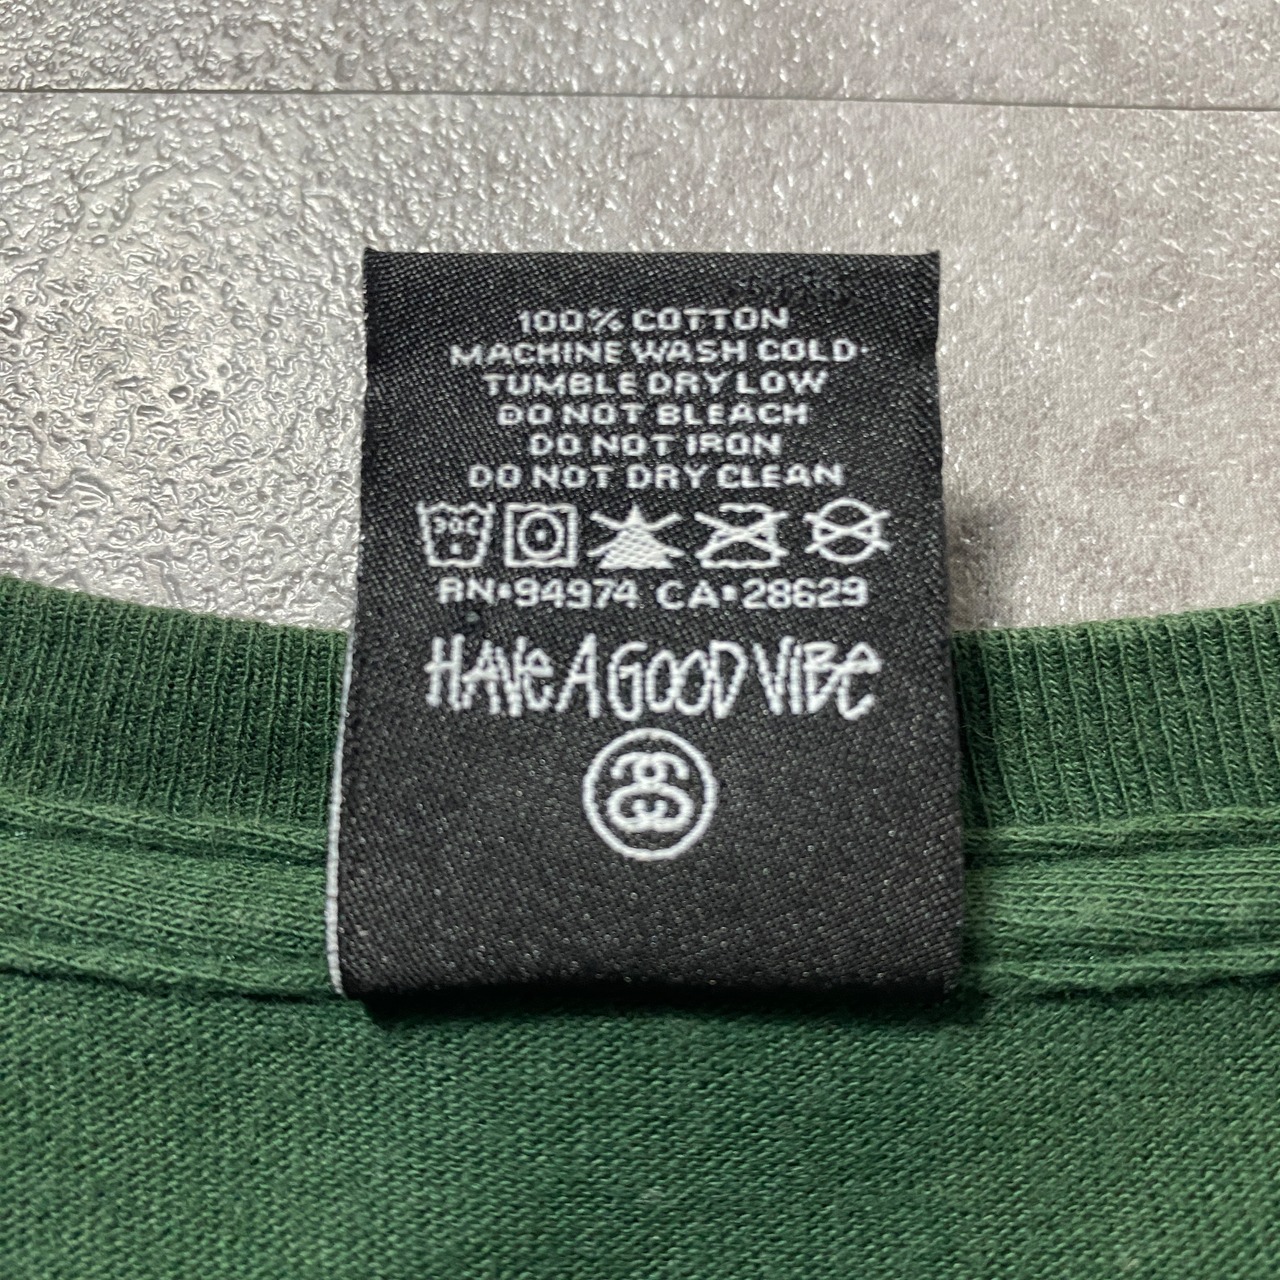 100% COTTON
MACHINE WASH COLD·
TUMBLE DRY LOW
DO NOT BLEACH
DO NOT IRON
DO NOT DRY CLEAN
RN·94974 CA·28629
HAVE A GOOD VIBE